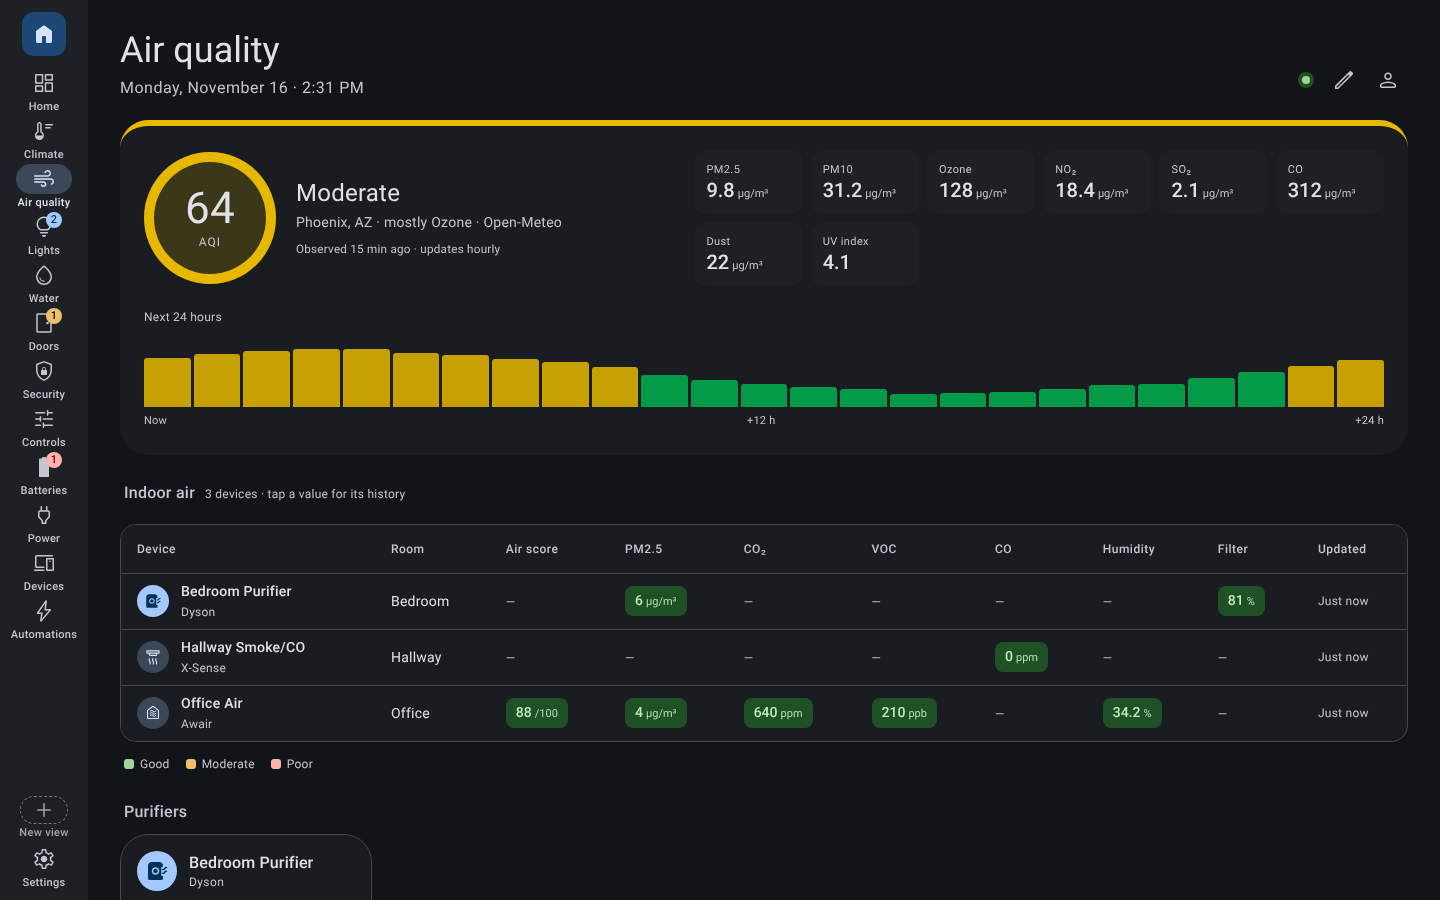 Home
Climate
Air quality
2
Lights
Water
1
Doors
Security
Controls
1
Batteries
Power
Devices
Automations
New view
Settings
Air quality
Monday, November 16 · 2:31 PM
64
AQI
Moderate
Phoenix, AZ · mostly Ozone · Open-Meteo
Observed 15 min ago · updates hourly
PM2.5
9.8 µg/m³
PM10
31.2 µg/m³
Ozone
128 µg/m³
NO₂
18.4 µg/m³
SO₂
2.1 µg/m³
CO
312 µg/m³
Dust
22 µg/m³
UV index
4.1
Next 24 hours
Now +12 h +24 h
Indoor air 3 devices · tap a value for its history
Device Room Air score PM2.5 CO₂ VOC CO Humidity Filter Updated
Bedroom Purifier
Dyson
Bedroom – 6 µg/m³ – – – – 81 % Just now
Hallway Smoke/CO
X-Sense
Hallway – – – – 0 ppm – – Just now
Office Air
Awair
Office 88 /100 4 µg/m³ 640 ppm 210 ppb – 34.2 % – Just now
Good Moderate Poor
Purifiers
Bedroom Purifier
Dyson